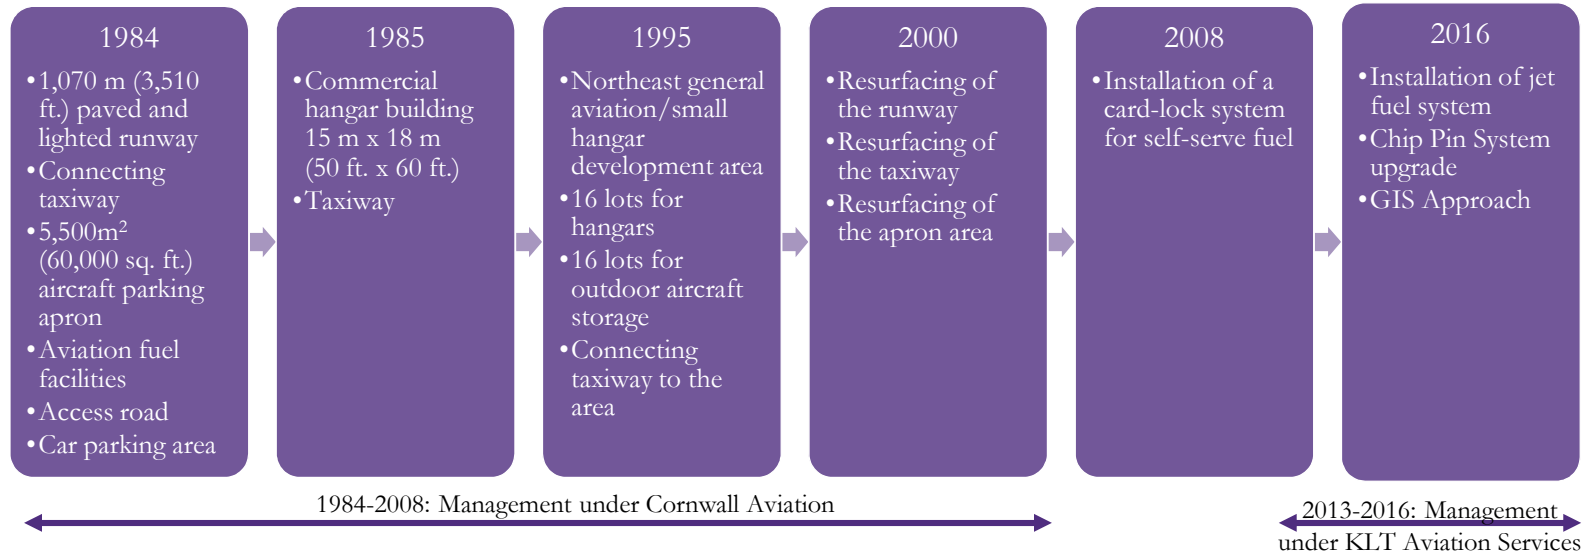 1984
•1,070 m (3,510
ft.) paved and
lighted runway
•Connecting
taxiway
•5,500m²
(60,000 sq. ft.)
aircraft parking
apron
•Aviation fuel
facilities
•Access road
•Car parking area
1985
•Commercial
hangar building
15 m x 18 m
(50 ft. x 60 ft.)
•Taxiway
1995
•Northeast general
aviation/small
hangar
development area
•16 lots for
hangars
•16 lots for
outdoor aircraft
storage
•Connecting
taxiway to the
area
2000
•Resurfacing of
the runway
•Resurfacing of
the taxiway
•Resurfacing of
the apron area
2008
•Installation of a
card-lock system
for self-serve fuel
2016
•Installation of jet
fuel system
•Chip Pin System
upgrade
•GIS Approach
1984-2008: Management under Cornwall Aviation
2013-2016: Management
under KLT Aviation Services